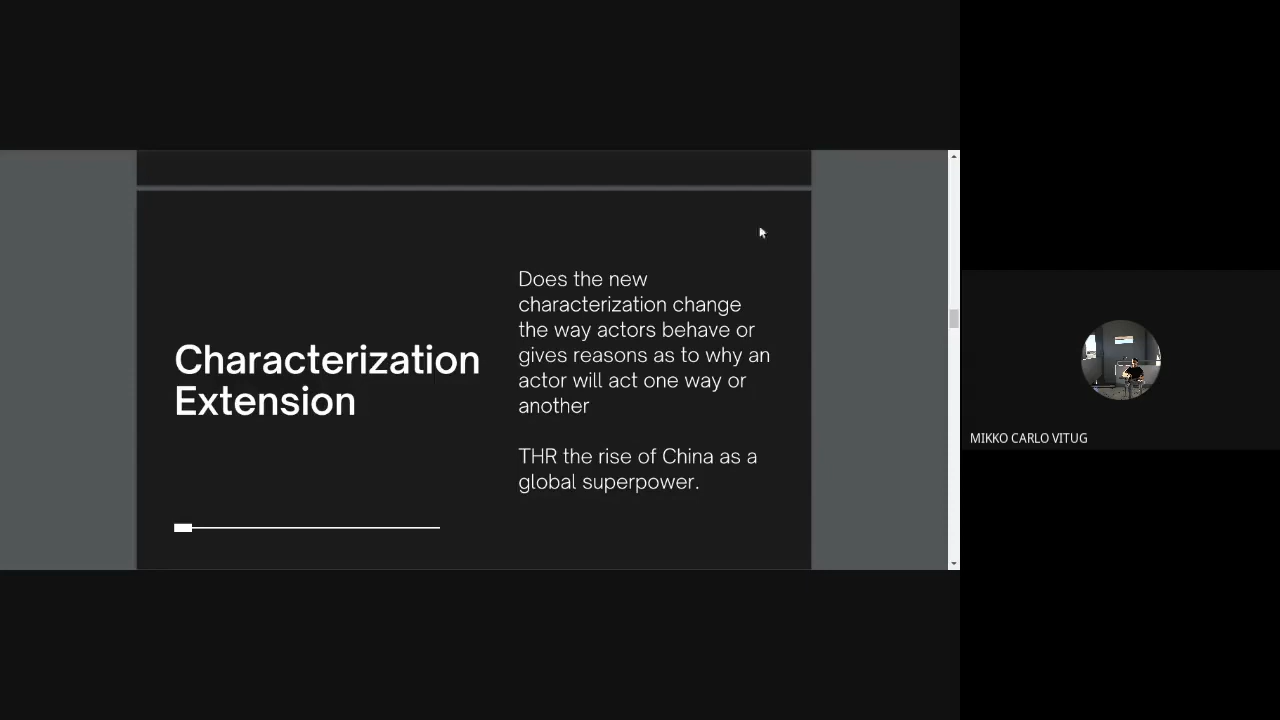 Characterization
Extension
Does the new
characterization change
the way actors behave or
gives reasons as to why an
actor will act one way or
another
THR the rise of China as a
global superpower.
MIKKO CARLO VITUG